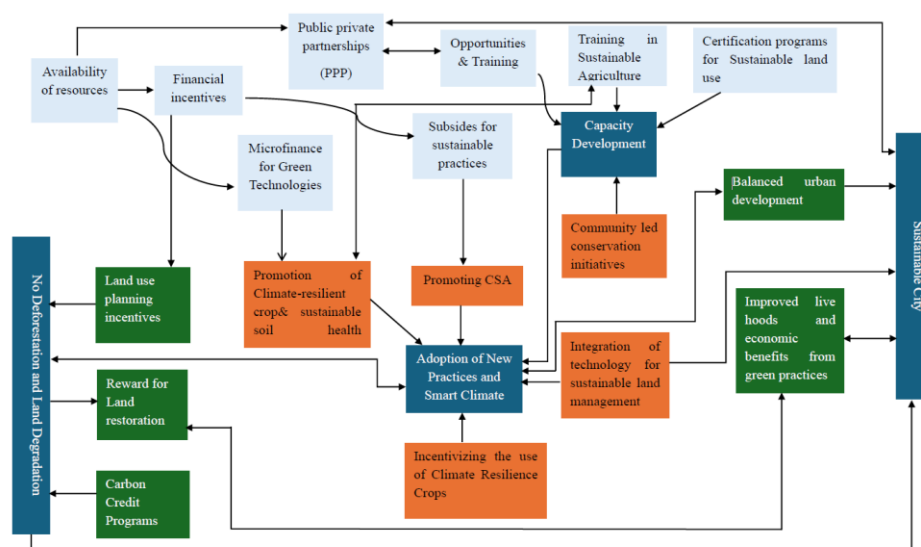 Public private
partnerships
(PPP)
Opportunities
& Training
Training in
Sustainable
Agriculture
Certification programs
for Sustainable land
use
Availability
of resources
Financial
incentives
Microfinance
for Green
Technologies
Subsides for
sustainable
practices
Capacity
Development
Balanced urban
development
Community led
conservation
initiatives
No Deforestation and Land Degradation
Land use
planning
incentives
Promotion of
Climate-resilient
crop& sustainable
soil health
Promoting CSA
Adoption of New
Practices and
Smart Climate
Integration of
technology for
sustainable land
management
Improved live
hoods and
economic
benefits from
green practices
Sustainable City
Reward for
Land
restoration
Incentivizing the use
of Climate Resilience
Crops
Carbon
Credit
Programs